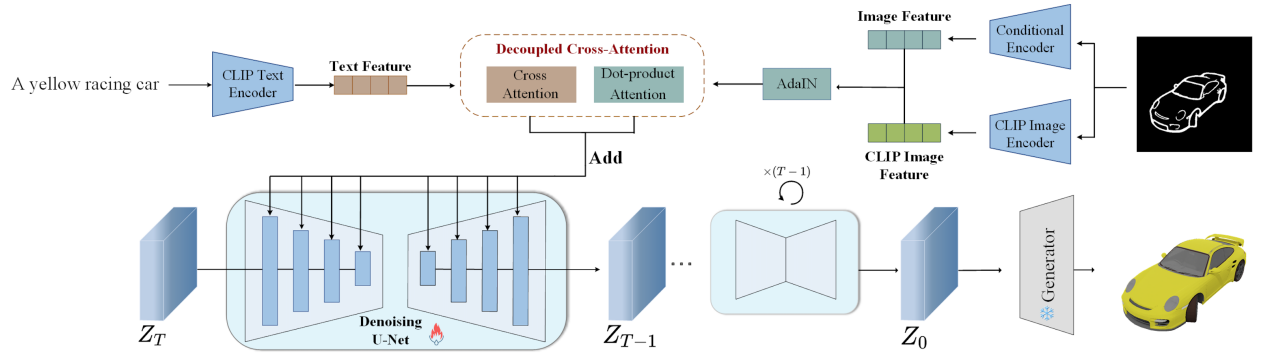 A yellow racing car
CLIP Text
Encoder
Text Feature
Decoupled Cross-Attention
Cross
Attention
Dot-product
Attention
Add
AdaIN
Image Feature
Conditional
Encoder
CLIP Image
Encoder
CLIP Image
Feature
Z_T
Denoising
U-Net
Z_{T-1}
...
×(T − 1)
Z_0
Generator